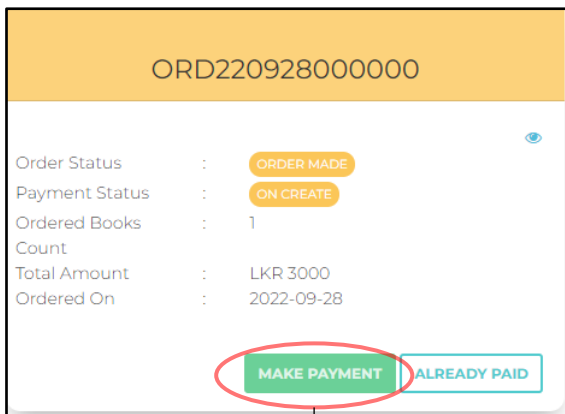 ORD220928000000
Order Status : ORDER MADE
Payment Status : ON CREATE
Ordered Books : 1
Count
Total Amount : LKR 3000
Ordered On : 2022-09-28
MAKE PAYMENT ALREADY PAID